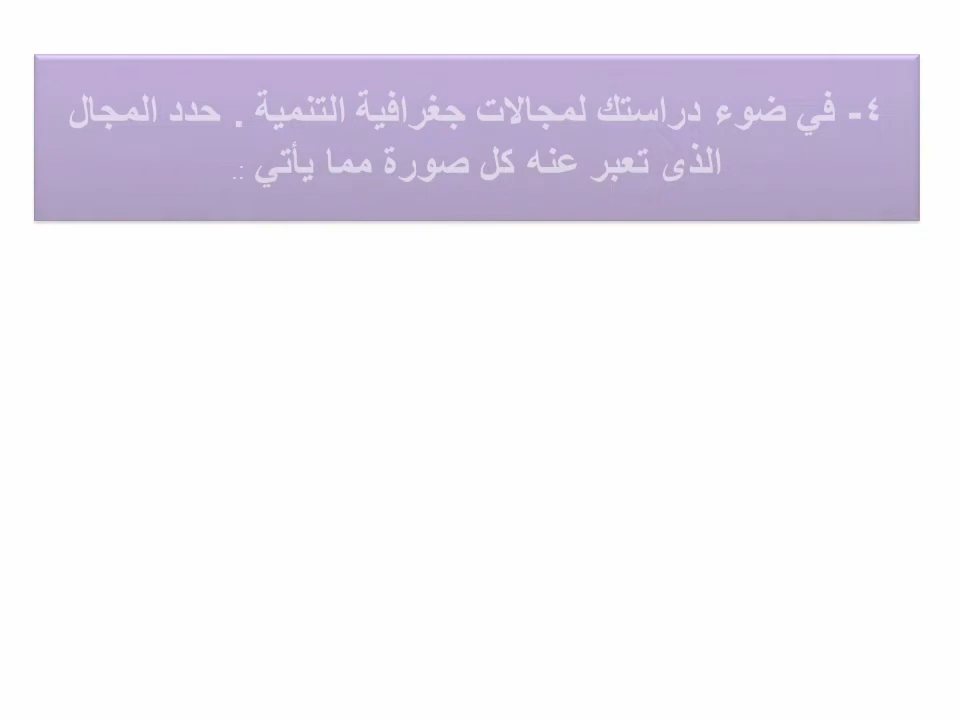 ٤- في ضوء دراستك لمجالات جغرافية التنمية . حدد المجال
الذى تعبر عنه كل صورة مما يأتي :.